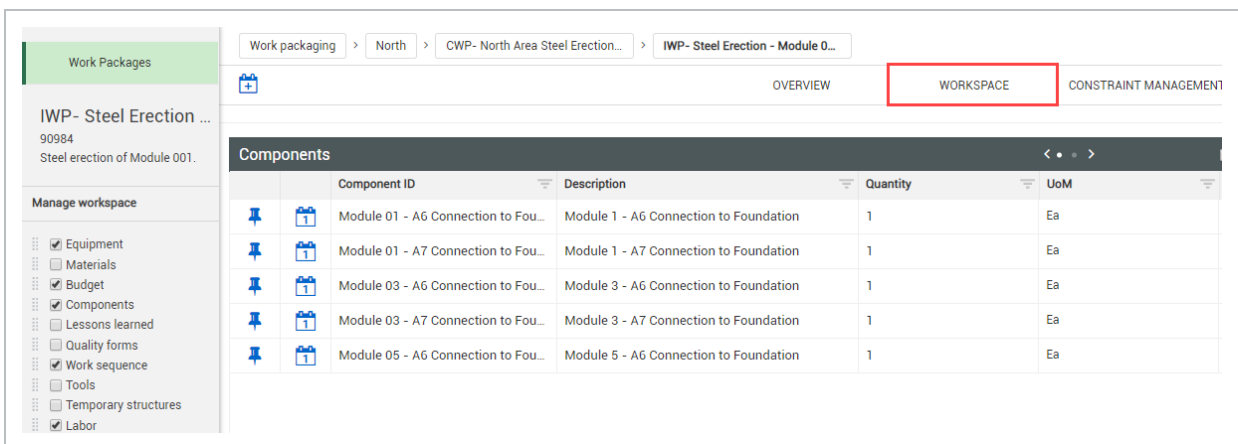 Work Packages
IWP- Steel Erection ...
90984
Steel erection of Module 001.
Manage workspace
Equipment
Materials
Budget
Components
Lessons learned
Quality forms
Work sequence
Tools
Temporary structures
Labor
Work packaging > North > CWP- North Area Steel Erection... > IWP- Steel Erection - Module 0...
OVERVIEW WORKSPACE CONSTRAINT MANAGEMENT
Components
Component ID Description Quantity UoM
1 Module 01 - A6 Connection to Fou... Module 1 - A6 Connection to Foundation 1 Ea
1 Module 01 - A7 Connection to Fou... Module 1 - A7 Connection to Foundation 1 Ea
1 Module 03 - A6 Connection to Fou... Module 3 - A6 Connection to Foundation 1 Ea
1 Module 03 - A7 Connection to Fou... Module 3 - A7 Connection to Foundation 1 Ea
1 Module 05 - A6 Connection to Fou... Module 5 - A6 Connection to Foundation 1 Ea